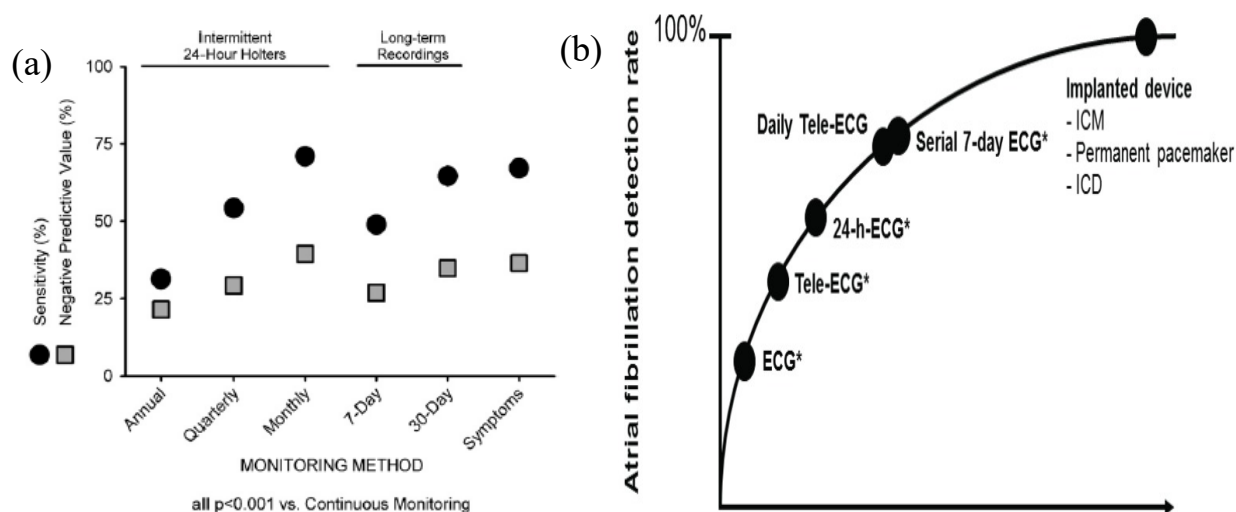 (a)
Intermittent
24-Hour Holters
Long-term
Recordings
100
75
50
25
0
Sensitivity (%)
Negative Predictive Value (%)
Annual
Quarterly
Monthly
7-Day
30-Day
Symptoms
MONITORING METHOD
all p<0.001 vs. Continuous Monitoring
(b)
100%
Atrial fibrillation detection rate
Implanted device
- ICM
- Permanent pacemaker
- ICD
Daily Tele-ECG
Serial 7-day ECG*
24-h-ECG*
Tele-ECG*
ECG*